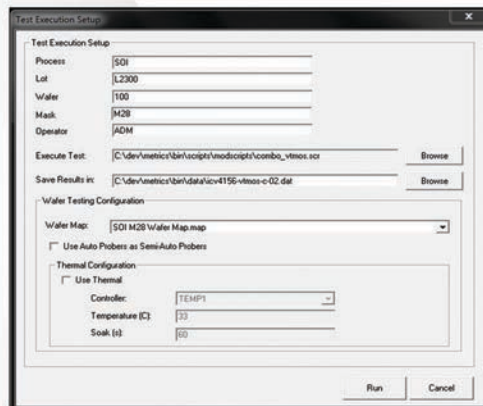 Test Execution Setup
Test Execution Setup
Process SOI
Lot L2300
Wafer 100
Mask M28
Operator ADM
Execute Test: C:\dev\metrics\bin\scripts\modscripts\combo_vtmos.scr Browse
Save Results in: C:\dev\metrics\bin\data\icv4156-vtmos-c-02.dat Browse
Wafer Testing Configuration
Wafer Map: SOI M28 Wafer Map.map
Use Auto Probers as Semi-Auto Probers
Thermal Configuration
Use Thermal
Controller: TEMP1
Temperature (C): 33
Soak (s): 60
Run Cancel